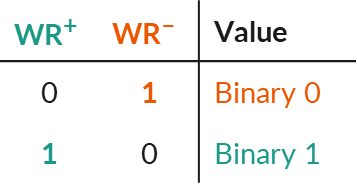 WR⁺ WR⁻ Value
0 1 Binary 0
1 0 Binary 1